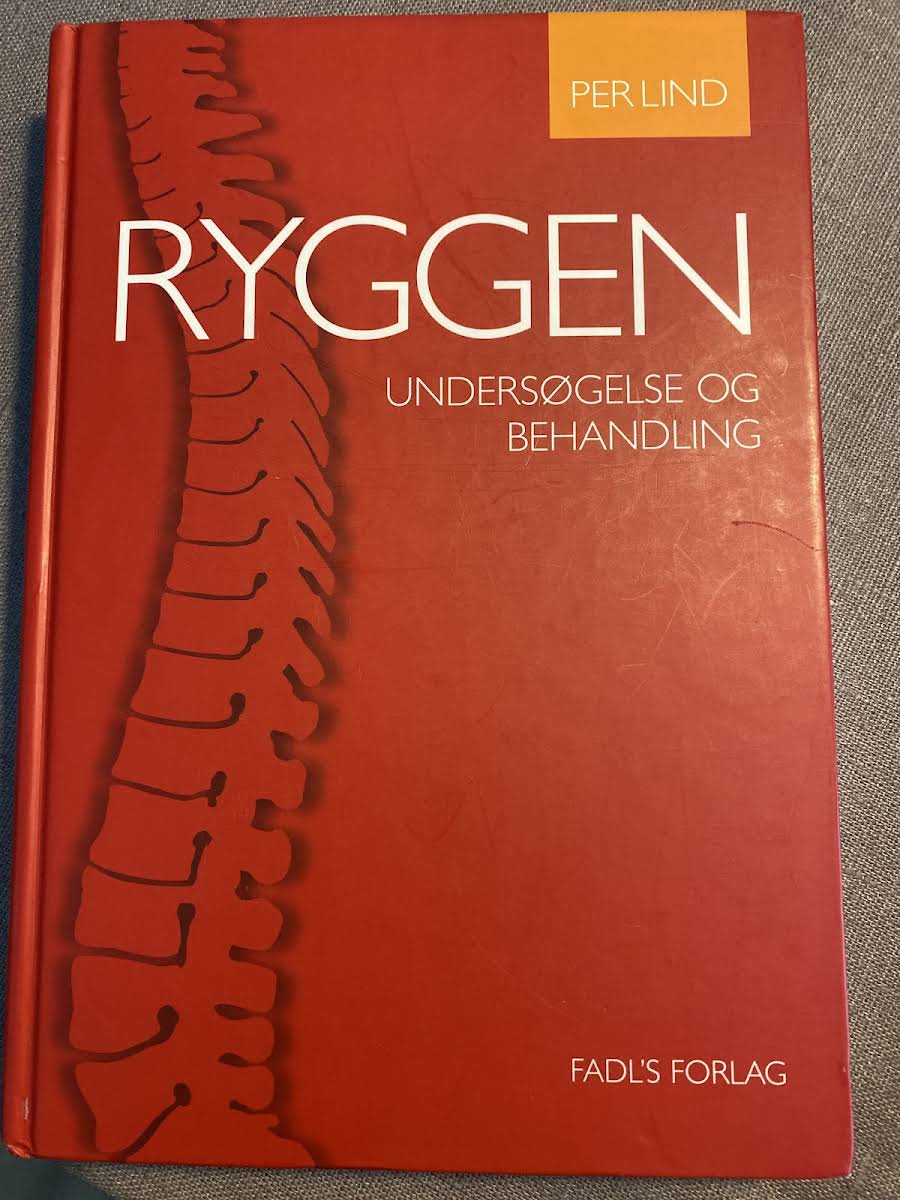 PER LIND
RYGGEN
UNDERSØGELSE OG
BEHANDLING
FADL'S FORLAG